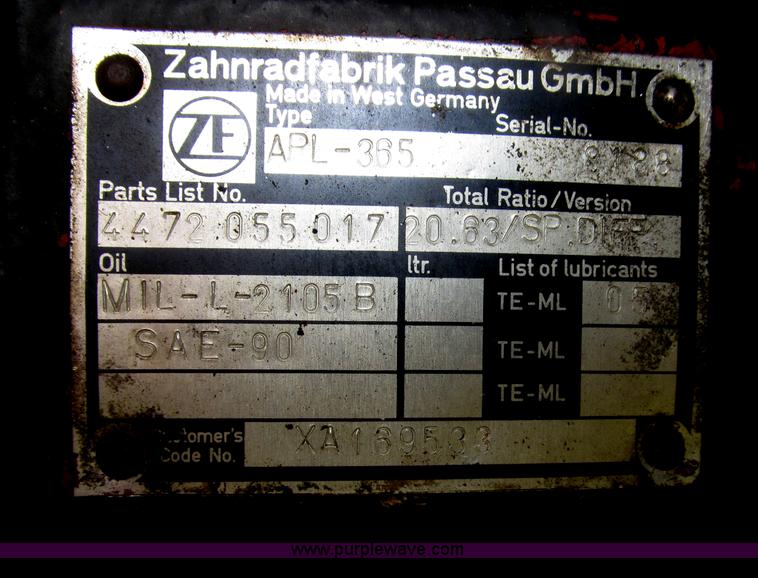 Zahnradfabrik Passau GmbH
Made in West Germany
ZF
Type
Serial-No.
APL-365
Parts List No.
Total Ratio/Version
4472 055 017
20.63/SP.DIFF.
Oil
ltr.
List of lubricants
MIL-L-2105 B
TE-ML
05
SAE-90
TE-ML
TE-ML
Customer's
Code No.
XA169533
www.purplewave.com